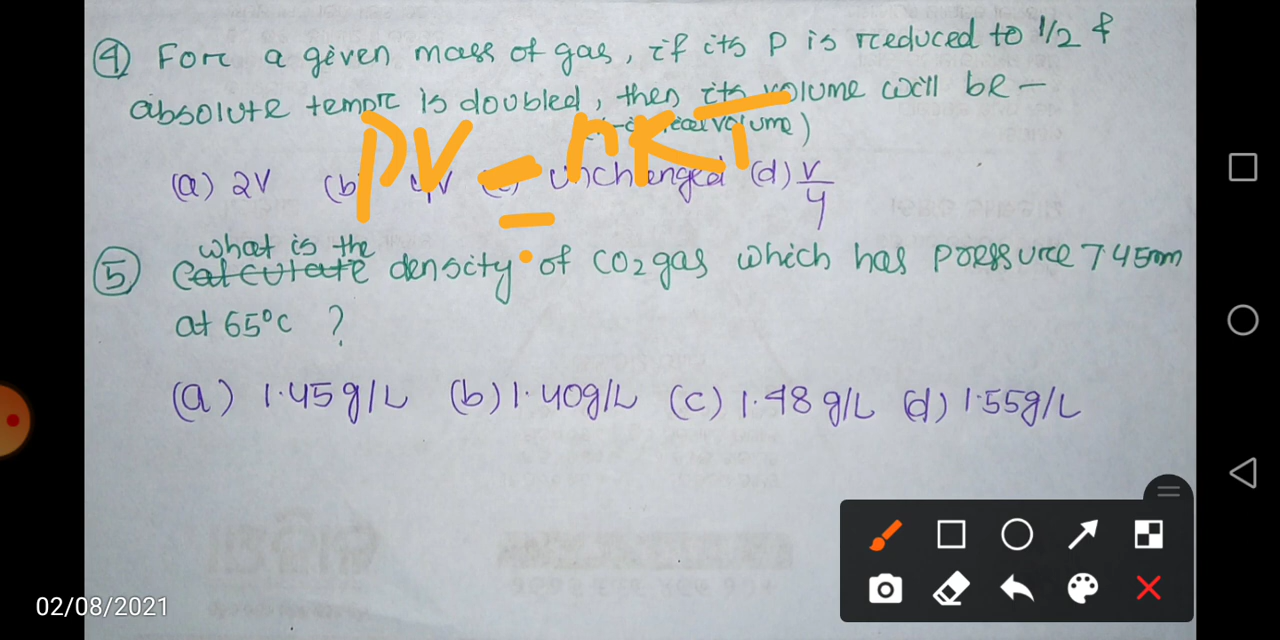 ④ For a given mass of gas, if its P is reduced to 1/2 &
absolute tempr is doubled, then its volume will be —
volume)
PV = nRT
(a) 2V (b) 4V (c) unchanged (d) V/4
what is the
⑤ Calculate density of CO2 gas which has pressure 745mm
at 65°C ?
(a) 1.45g/L (b) 1.40g/L (c) 1.48 g/L (d) 1.55g/L
02/08/2021